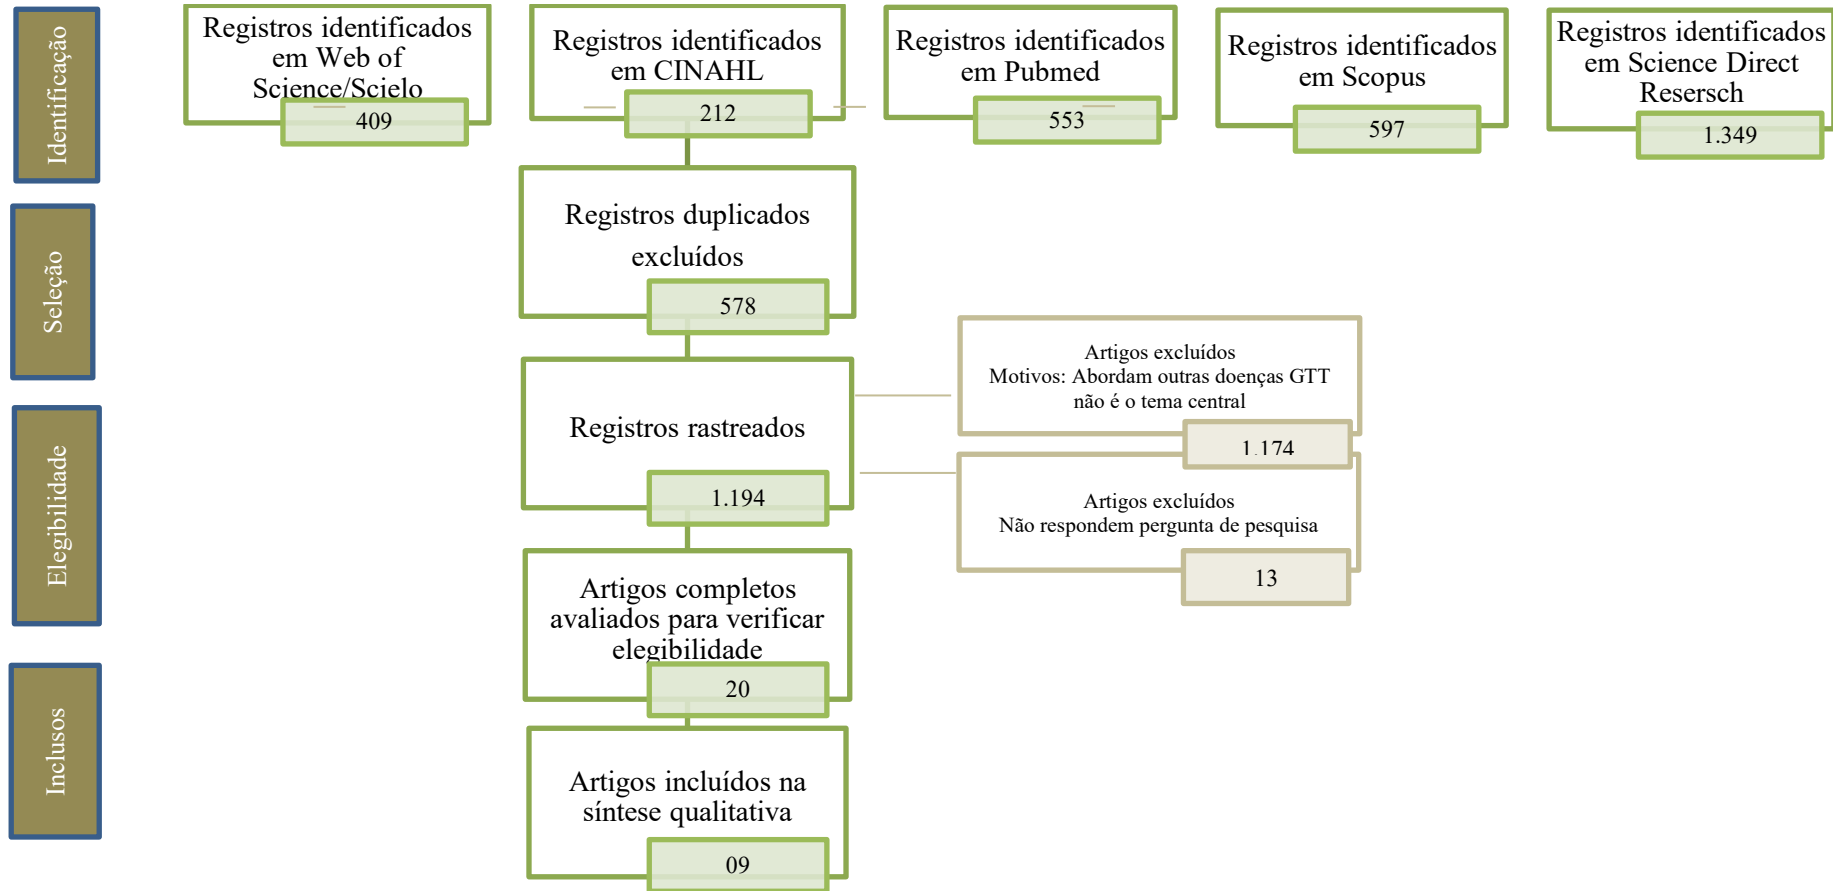 Identificação
Registros identificados
em Web of
Science/Scielo
409
Registros identificados
em CINAHL
212
Registros identificados
em Pubmed
553
Registros identificados
em Scopus
597
Registros identificados
em Science Direct
Resersch
1.349
Seleção
Registros duplicados
excluídos
578
Artigos excluídos
Motivos: Abordam outras doenças GTT
não é o tema central
1.174
Elegibilidade
Registros rastreados
1.194
Artigos excluídos
Não respondem pergunta de pesquisa
13
Artigos completos
avaliados para verificar
elegibilidade
20
Inclusos
Artigos incluídos na
síntese qualitativa
09